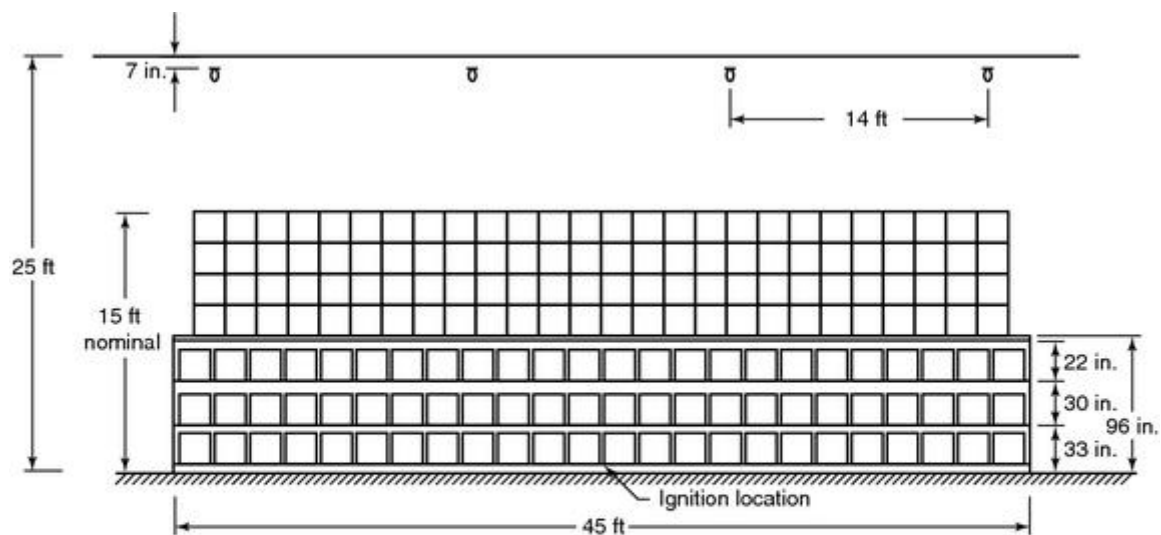 7 in.
14 ft
25 ft
15 ft
nominal
22 in.
30 in.
96 in.
33 in.
Ignition location
45 ft